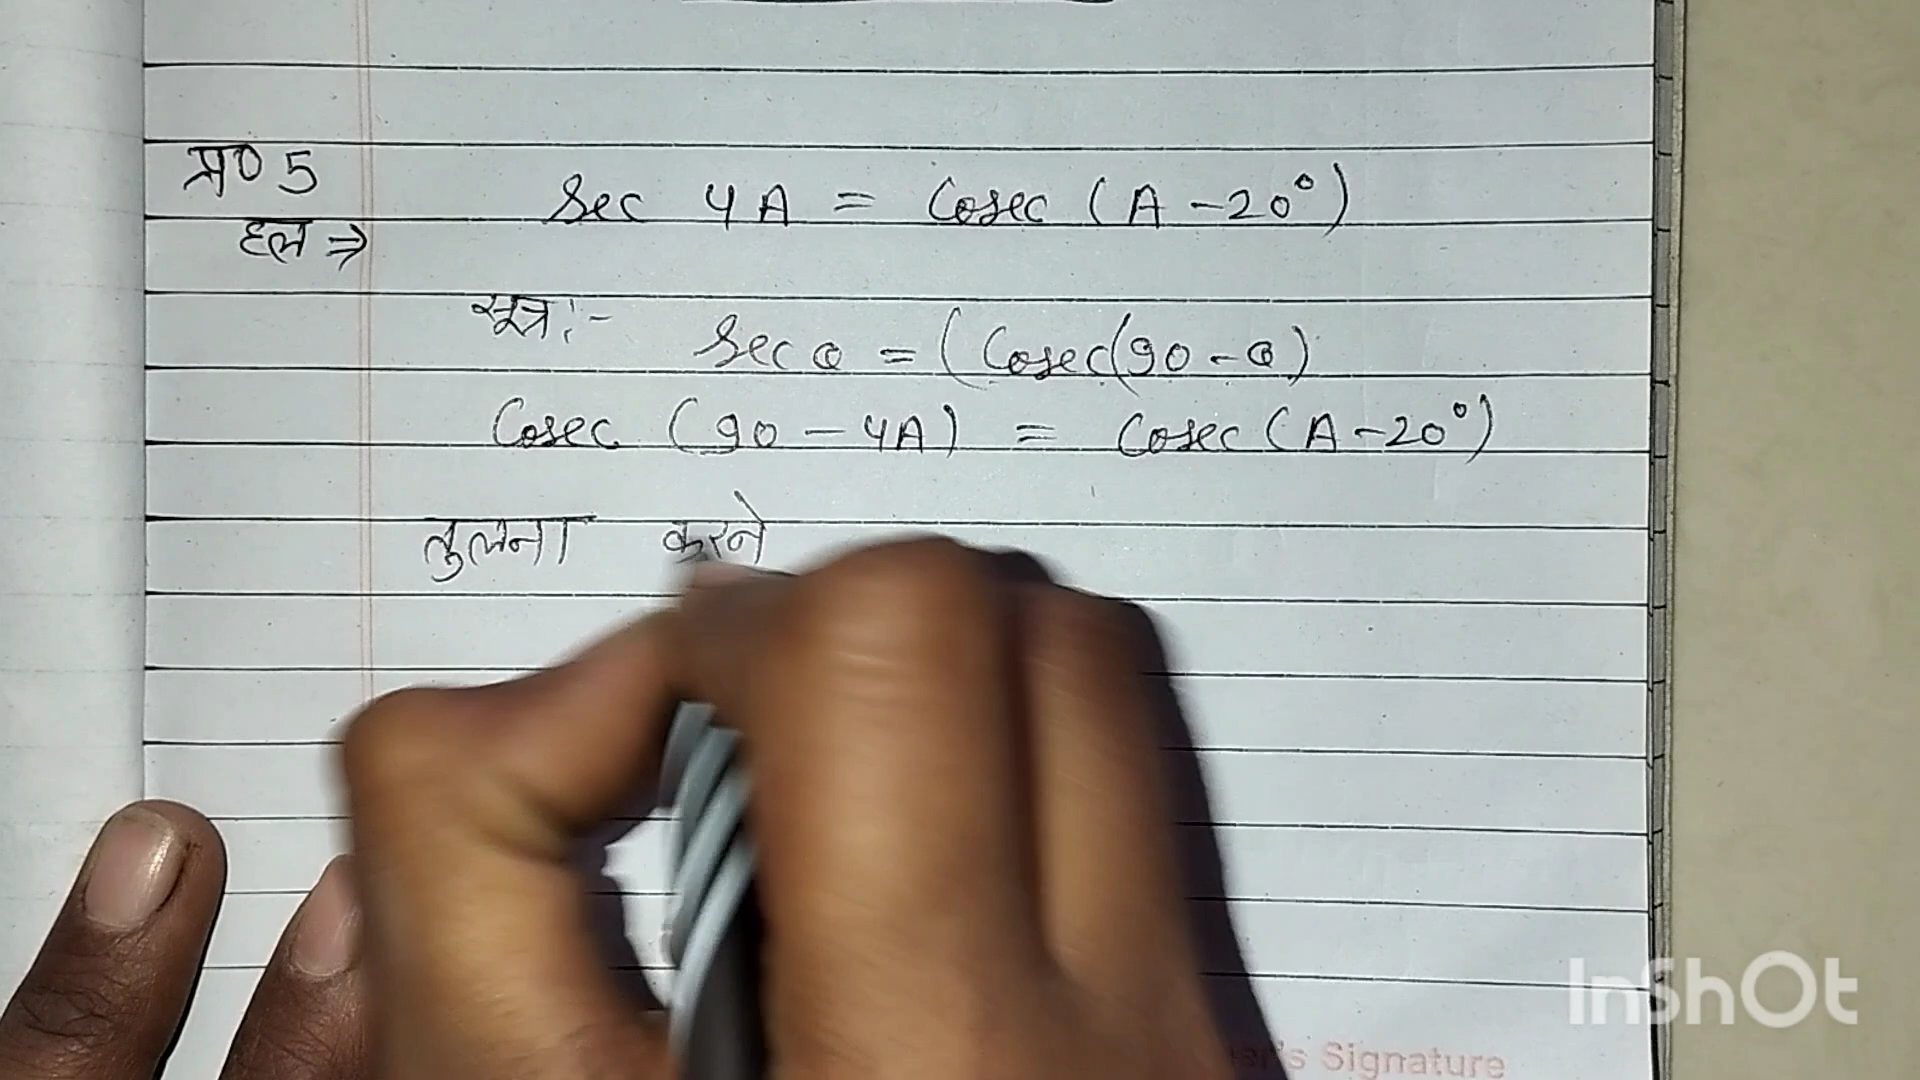 प्र० 5 Sec 4A = Cosec (A - 20°)
हल ⇒
सूत्र :- Sec θ = (Cosec(90 - θ)
Cosec (90 - 4A) = Cosec (A - 20°)
तुलना करने
InShOt
's Signature